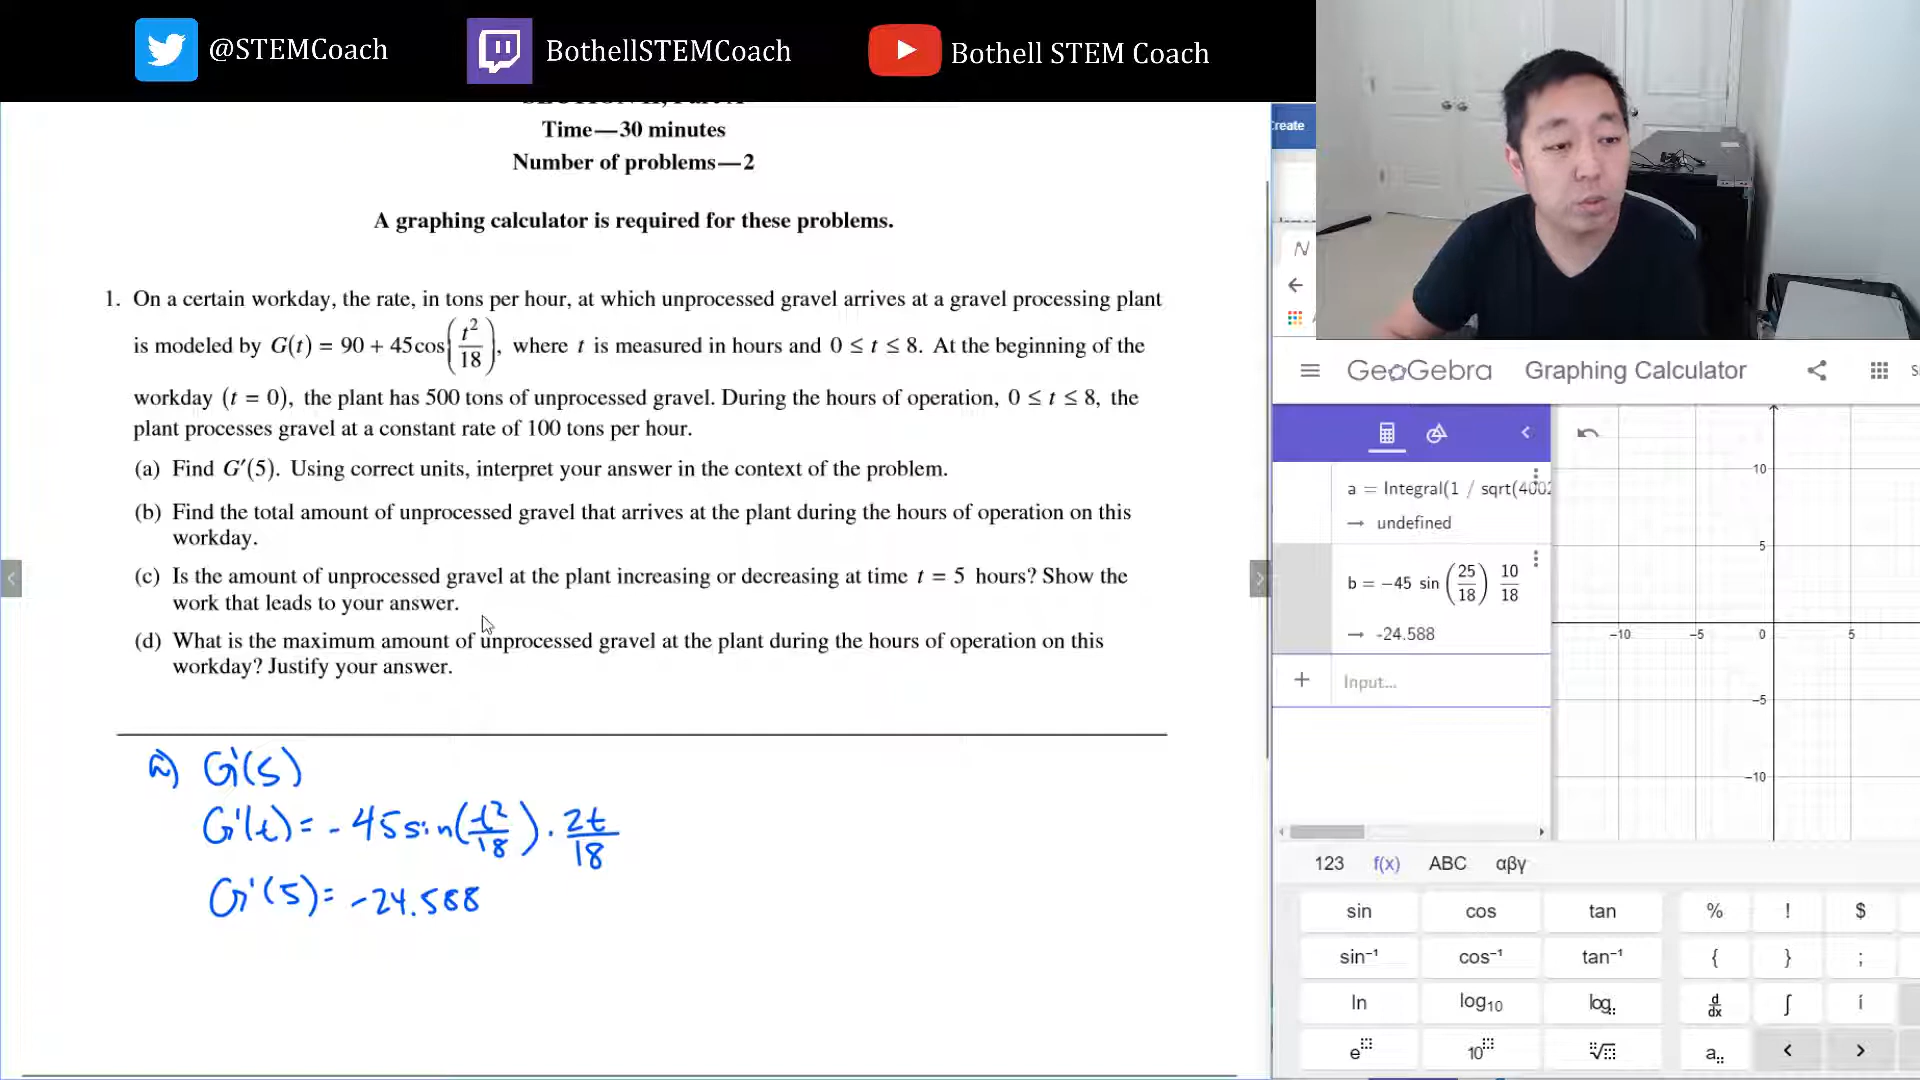 @STEMCoach
BothellSTEMCoach
Bothell STEM Coach
Time—30 minutes
Number of problems—2
A graphing calculator is required for these problems.
1. On a certain workday, the rate, in tons per hour, at which unprocessed gravel arrives at a gravel processing plant
is modeled by G(t) = 90 + 45cos(t²/18), where t is measured in hours and 0 ≤ t ≤ 8. At the beginning of the
workday (t = 0), the plant has 500 tons of unprocessed gravel. During the hours of operation, 0 ≤ t ≤ 8, the
plant processes gravel at a constant rate of 100 tons per hour.
(a) Find G′(5). Using correct units, interpret your answer in the context of the problem.
(b) Find the total amount of unprocessed gravel that arrives at the plant during the hours of operation on this
workday.
(c) Is the amount of unprocessed gravel at the plant increasing or decreasing at time t = 5 hours? Show the
work that leads to your answer.
(d) What is the maximum amount of unprocessed gravel at the plant during the hours of operation on this
workday? Justify your answer.
a) G'(5)
G'(t) = -45 sin(t²/18) · 2t/18
G'(5) = -24.588
reate
N
GeoGebra Graphing Calculator
a = Integral(1 / sqrt(4002
→ undefined
b = −45 sin (25/18) 10/18
→ -24.588
+ Input...
10
5
-10 -5 0 5
-5
-10
123 f(x) ABC αβγ
sin cos tan % ! $
sin⁻¹ cos⁻¹ tan⁻¹ { } ;
ln log₁₀ log d/dx ∫ í
e 10 √ a < >